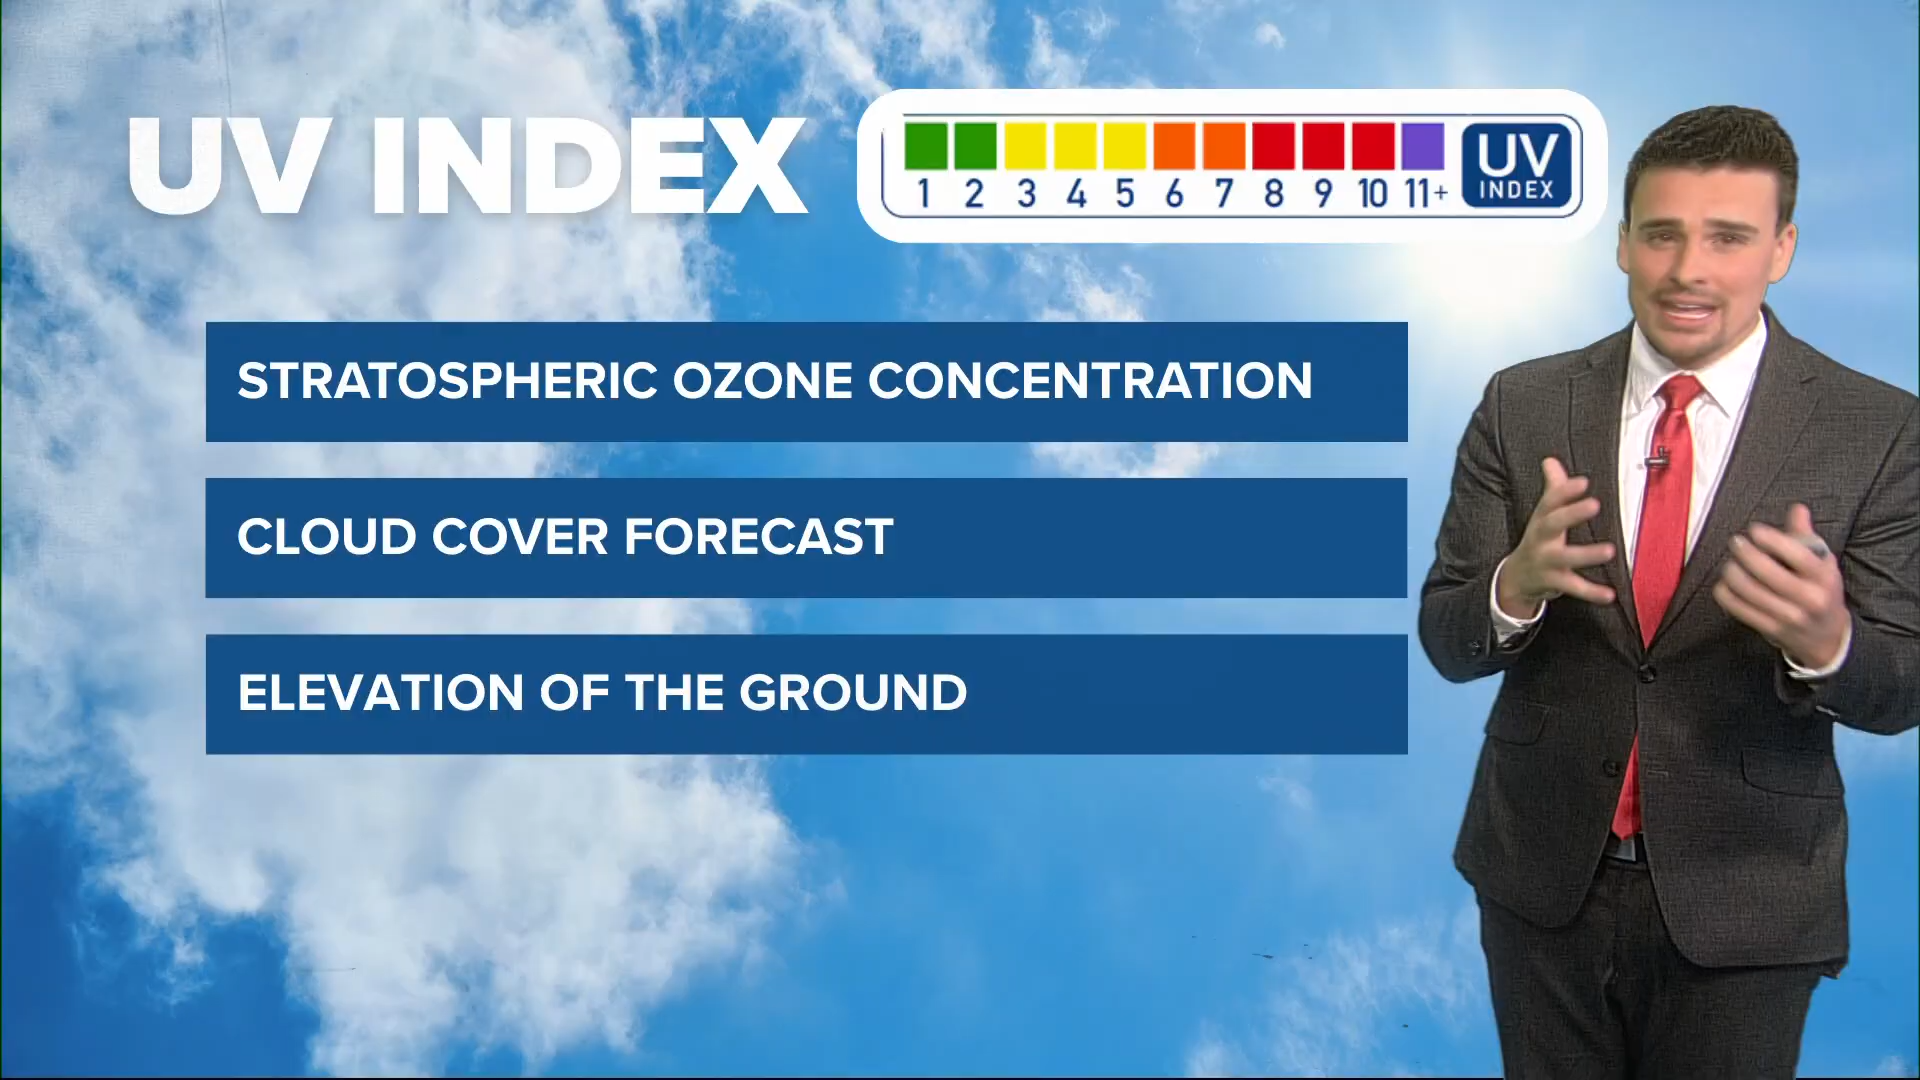 UV INDEX
1 2 3 4 5 6 7 8 9 10 11+
UV
INDEX
STRATOSPHERIC OZONE CONCENTRATION
CLOUD COVER FORECAST
ELEVATION OF THE GROUND